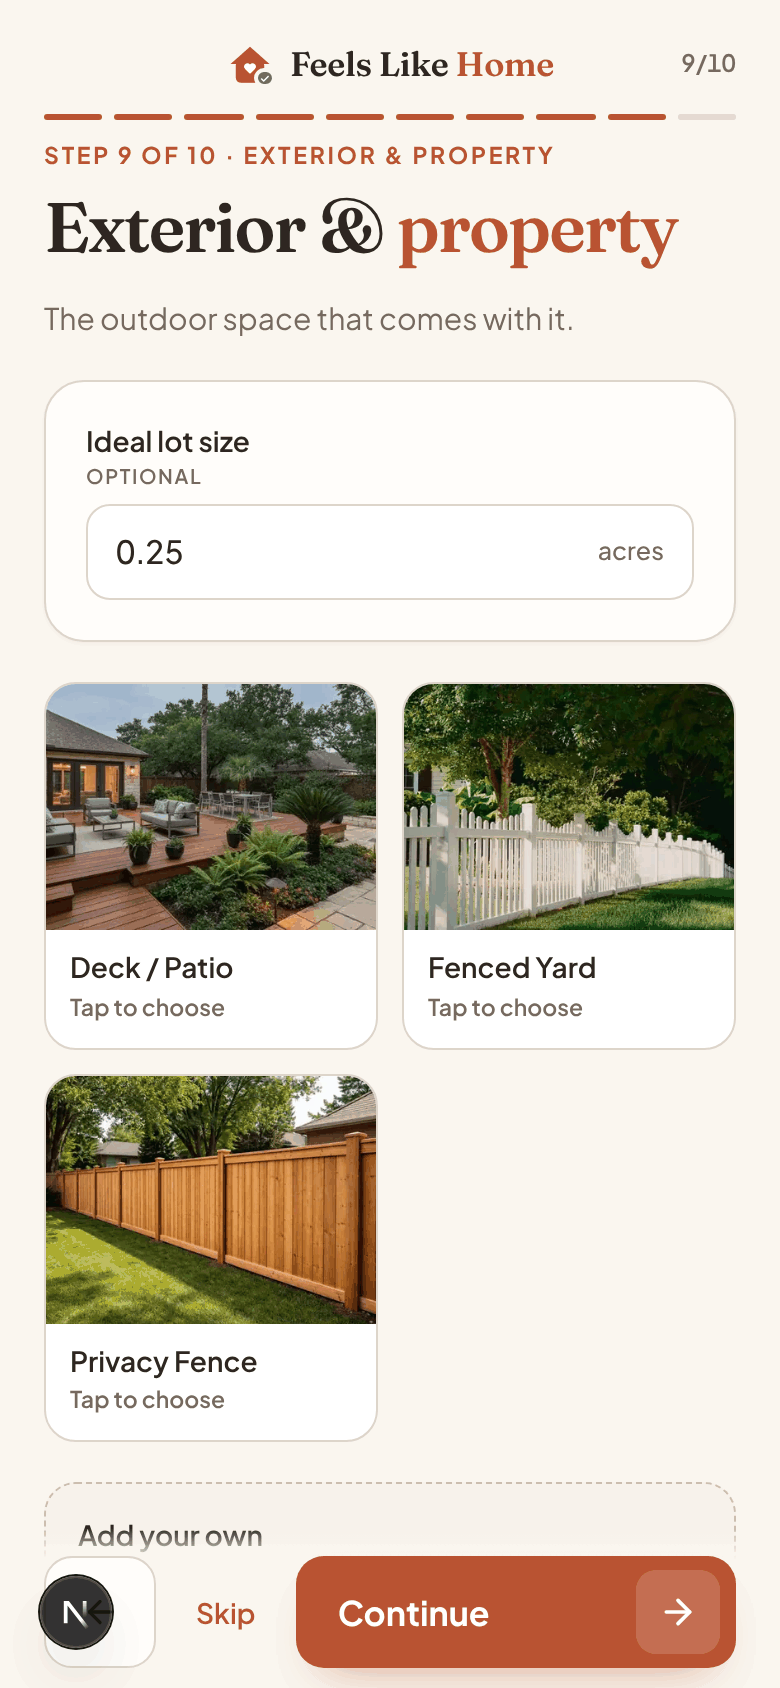 Feels Like Home
9/10
STEP 9 OF 10 · EXTERIOR & PROPERTY
Exterior & property
The outdoor space that comes with it.
Ideal lot size
OPTIONAL
0.25 acres
Deck / Patio
Tap to choose
Fenced Yard
Tap to choose
Privacy Fence
Tap to choose
Add your own
N
Skip
Continue